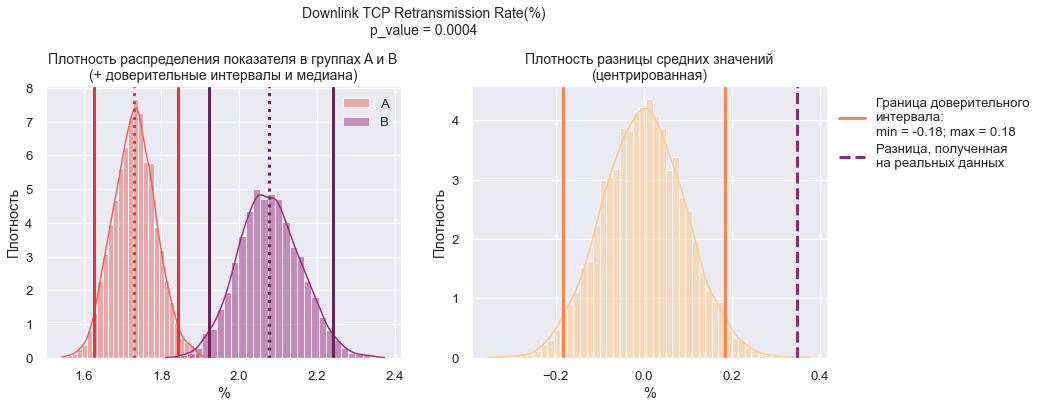 Downlink TCP Retransmission Rate(%)
p_value = 0.0004
Плотность распределения показателя в группах A и B
(+ доверительные интервалы и медиана)
8
7
6
5
4
3
2
1
0
Плотность
1.6
1.8
2.0
2.2
2.4
%
A
B
Плотность разницы средних значений
(центрированная)
4
3
2
1
0
Плотность
−0.2
0.0
0.2
0.4
%
Граница доверительного
интервала:
min = -0.18; max = 0.18
Разница, полученная
на реальных данных